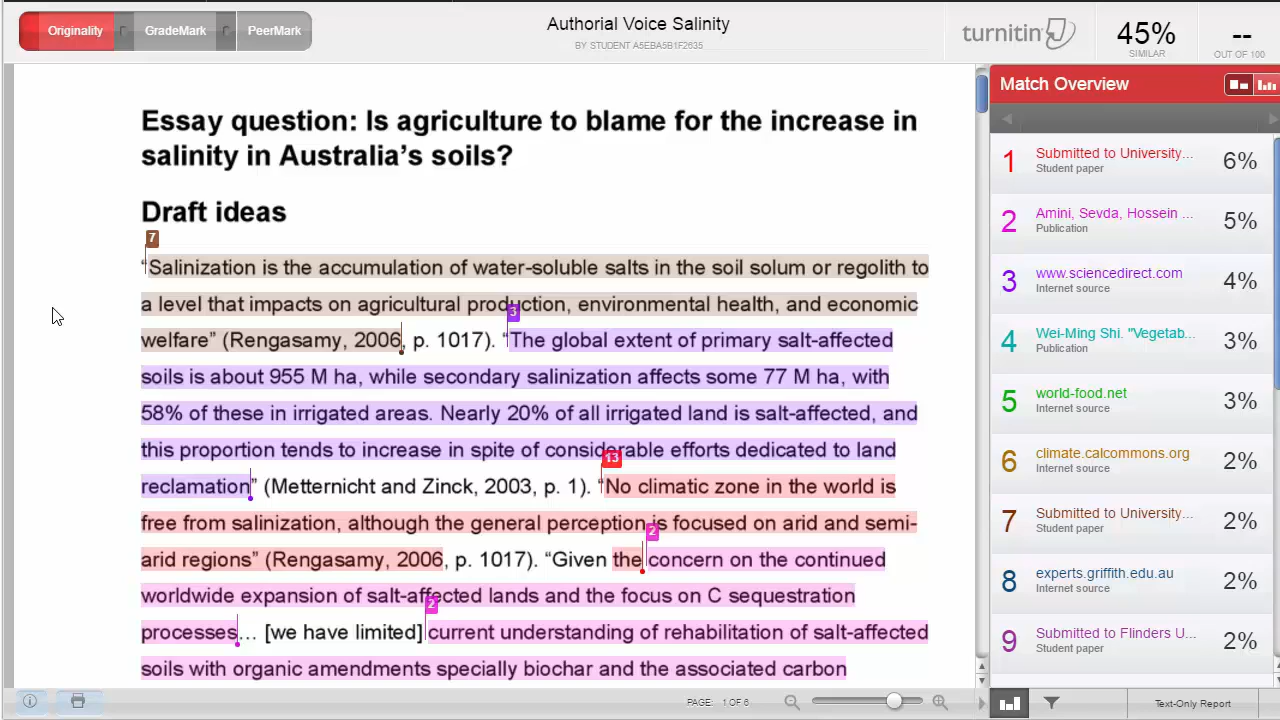 Originality
GradeMark
PeerMark
Authorial Voice Salinity
BY STUDENT A5EBA5B1F2635
turnitin
45%
SIMILAR
--
OUT OF 100
Essay question: Is agriculture to blame for the increase in
salinity in Australia's soils?
Draft ideas
7
“Salinization is the accumulation of water-soluble salts in the soil solum or regolith to
a level that impacts on agricultural production, environmental health, and economic
3
welfare” (Rengasamy, 2006, p. 1017). “The global extent of primary salt-affected
soils is about 955 M ha, while secondary salinization affects some 77 M ha, with
58% of these in irrigated areas. Nearly 20% of all irrigated land is salt-affected, and
this proportion tends to increase in spite of considerable efforts dedicated to land
13
reclamation” (Metternicht and Zinck, 2003, p. 1). “No climatic zone in the world is
free from salinization, although the general perception is focused on arid and semi-
2
arid regions” (Rengasamy, 2006, p. 1017). “Given the concern on the continued
worldwide expansion of salt-affected lands and the focus on C sequestration
2
processes… [we have limited] current understanding of rehabilitation of salt-affected
soils with organic amendments specially biochar and the associated carbon
Match Overview
1 Submitted to University... 6%
Student paper
2 Amini, Sevda, Hossein ... 5%
Publication
3 www.sciencedirect.com 4%
Internet source
4 Wei-Ming Shi. "Vegetab... 3%
Publication
5 world-food.net 3%
Internet source
6 climate.calcommons.org 2%
Internet source
7 Submitted to University... 2%
Student paper
8 experts.griffith.edu.au 2%
Internet source
9 Submitted to Flinders U... 2%
Student paper
PAGE: 1 OF 8
Text-Only Report